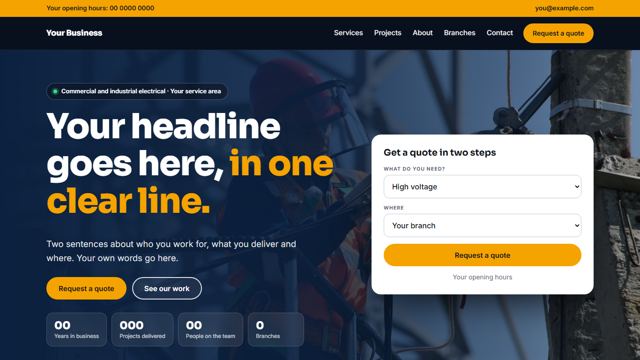 Your opening hours: 00 0000 0000
you@example.com
Your Business
Services
Projects
About
Branches
Contact
Request a quote
Commercial and industrial electrical · Your service area
Your headline
goes here, in one
clear line.
Two sentences about who you work for, what you deliver and
where. Your own words go here.
Request a quote
See our work
00
Years in business
000
Projects delivered
00
People on the team
0
Branches
Get a quote in two steps
WHAT DO YOU NEED?
High voltage
WHERE
Your branch
Request a quote
Your opening hours